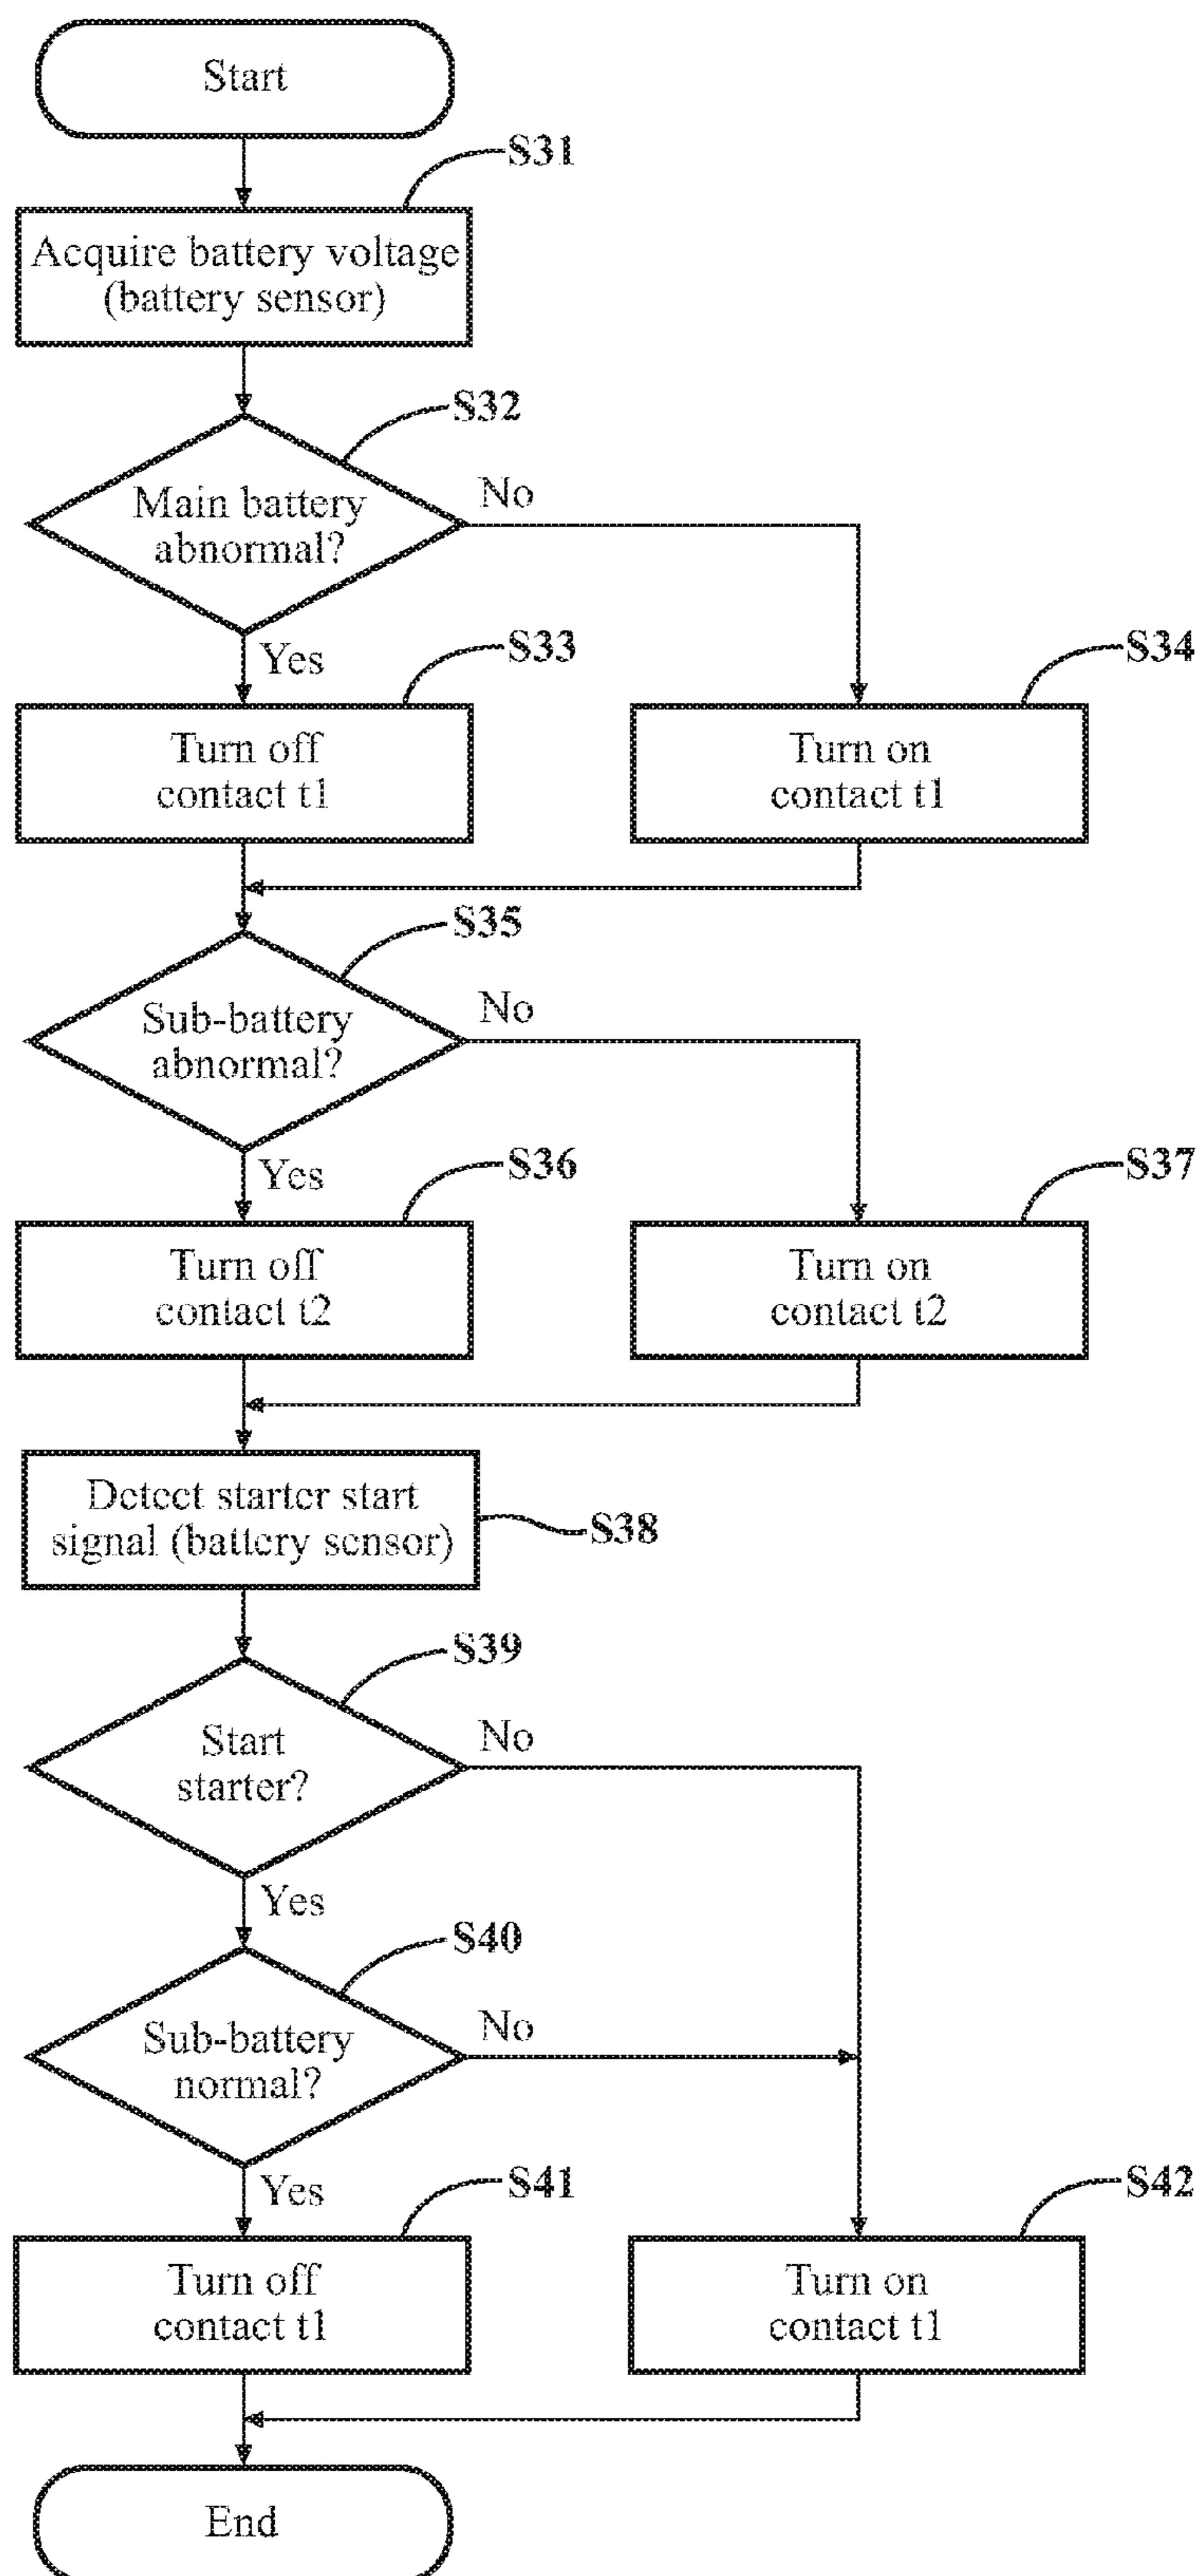 Start
S31
Acquire battery voltage
(battery sensor)
S32
Main battery
abnormal?
No
Yes
S33
S34
Turn off
contact t1
Turn on
contact t1
S35
Sub-battery
abnormal?
No
Yes
S36
S37
Turn off
contact t2
Turn on
contact t2
Detect starter start
signal (battery sensor)
S38
S39
Start
starter?
No
Yes
S40
Sub-battery
normal?
No
Yes
S41
S42
Turn off
contact t1
Turn on
contact t1
End